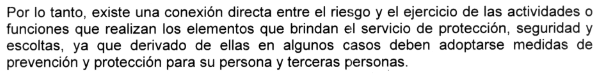 Por lo tanto, existe una conexión directa entre el riesgo y el ejercicio de las actividades o
funciones que realizan los elementos que brindan el servicio de protección, seguridad y
escoltas, ya que derivado de ellas en algunos casos deben adoptarse medidas de
prevención y protección para su persona y terceras personas.